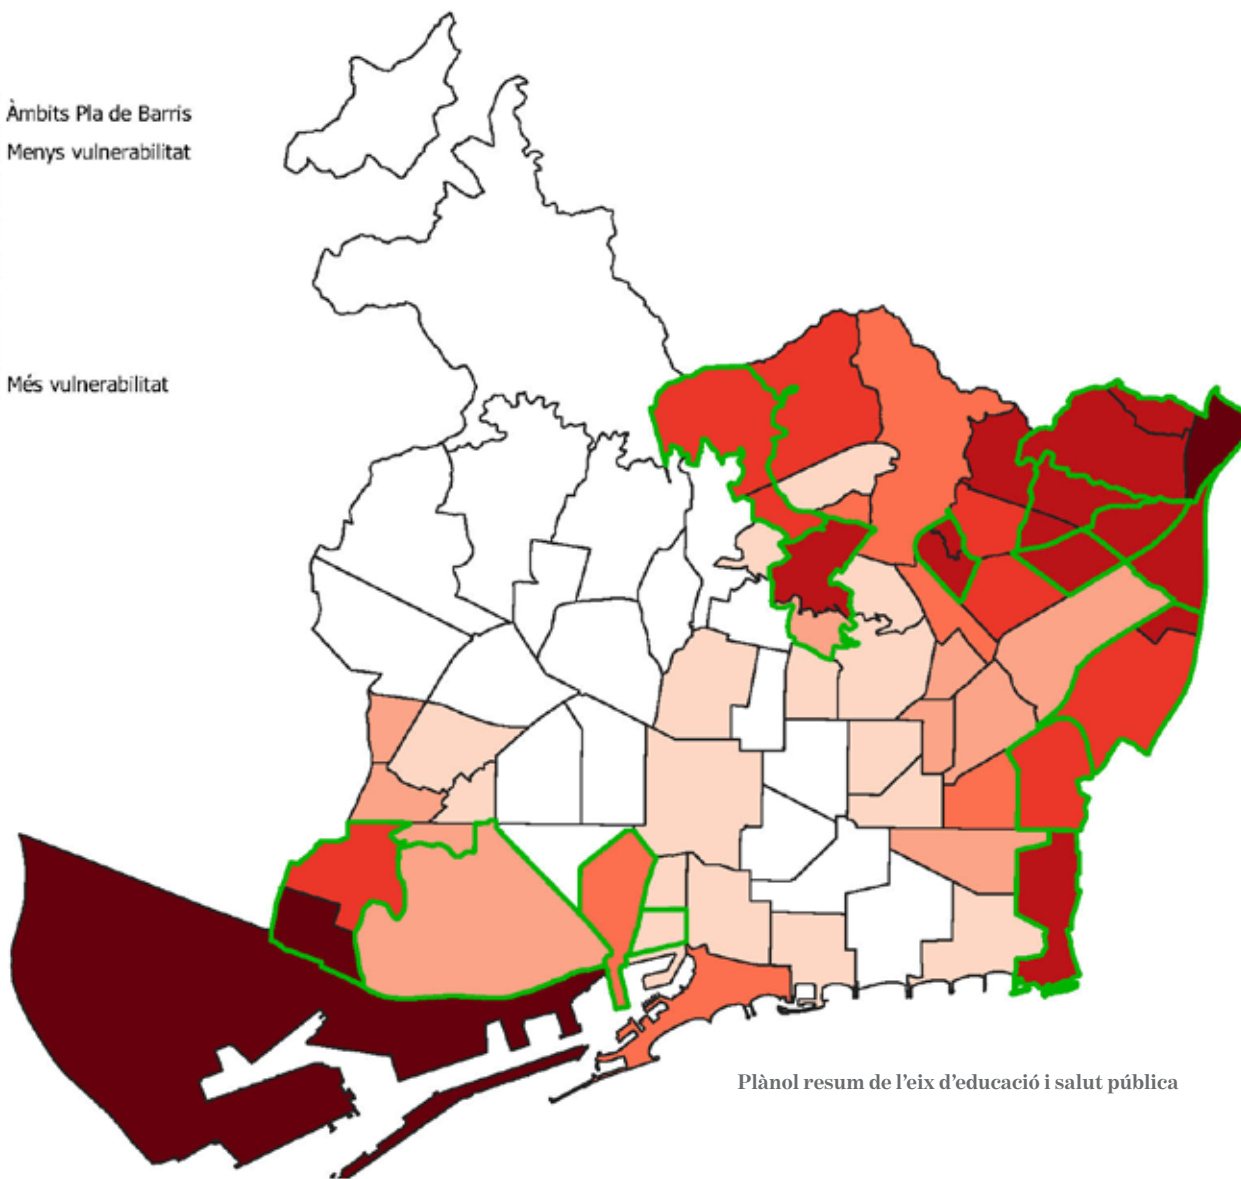 Àmbits Pla de Barris
Menys vulnerabilitat
Més vulnerabilitat
Plànol resum de l’eix d’educació i salut pública